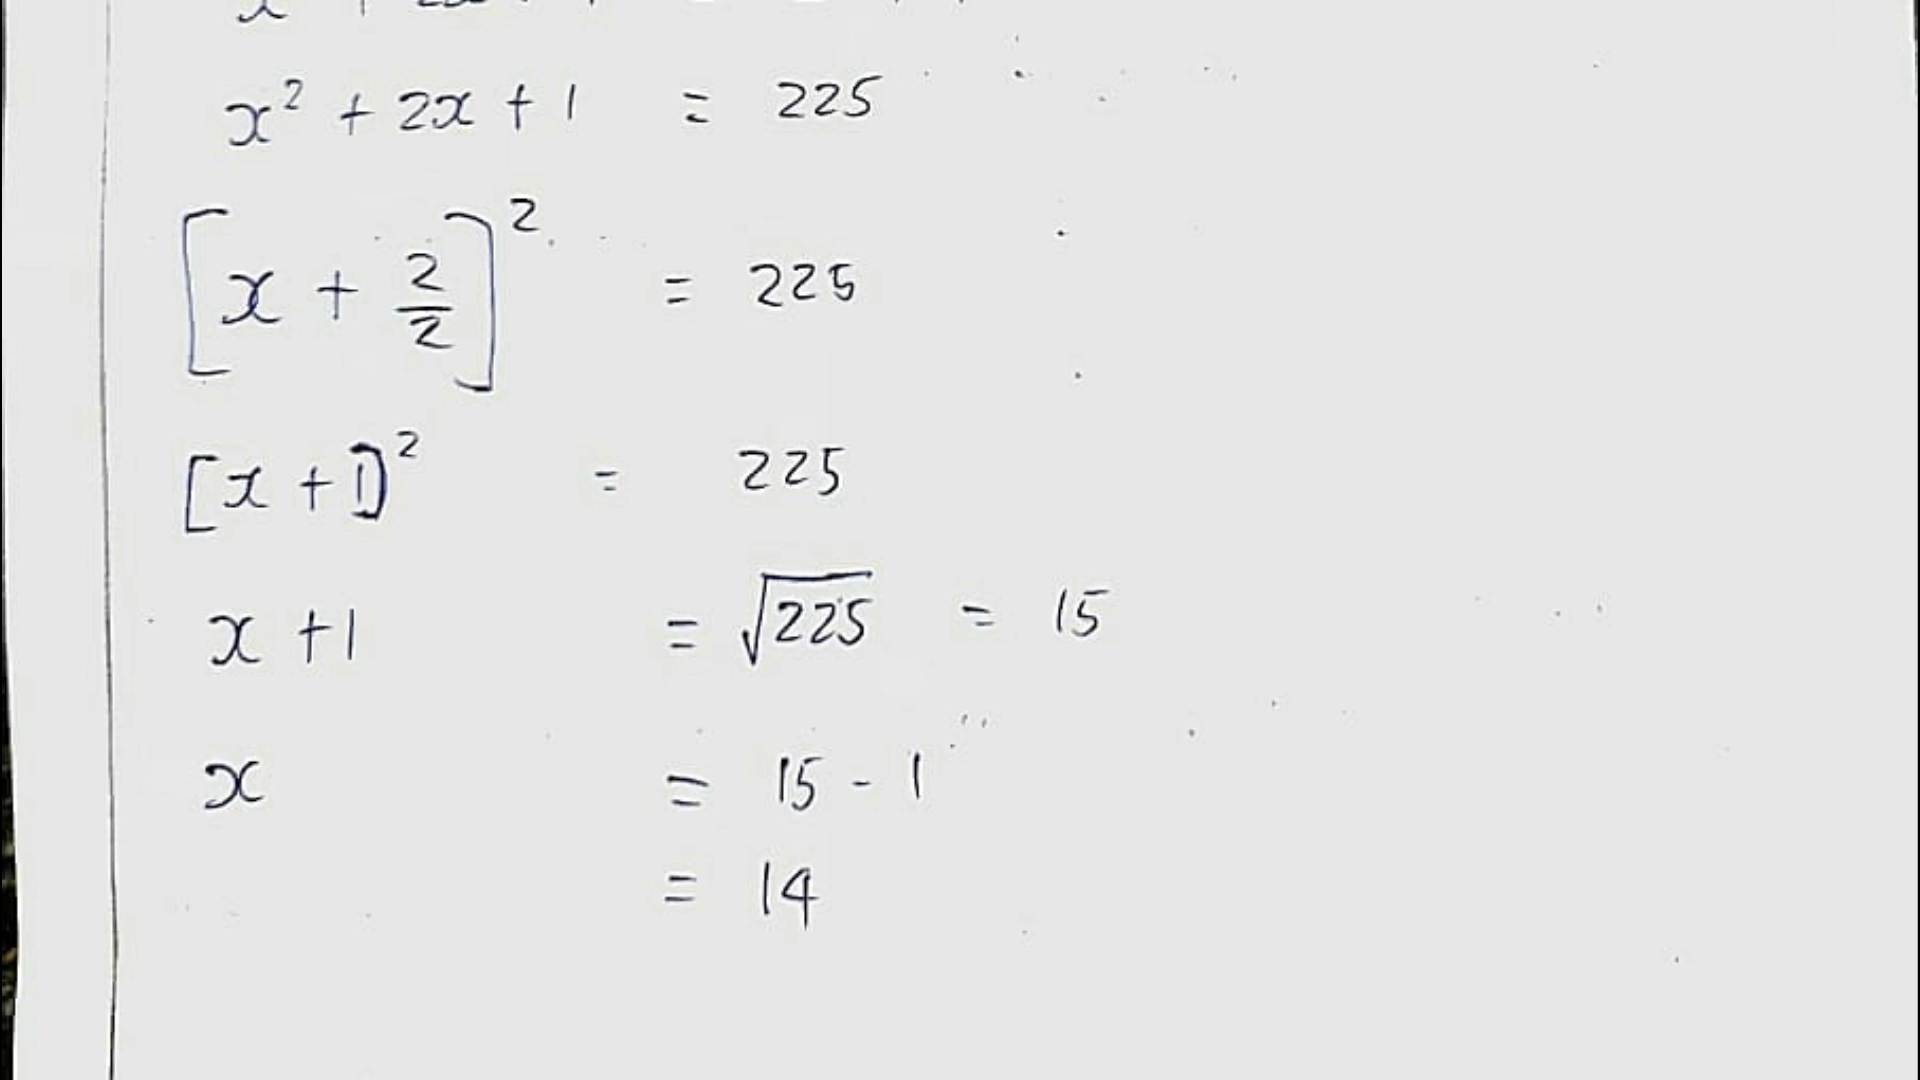 x² + 2x + 1 = 225
[x + 2/2]² = 225
[x + 1]² = 225
x + 1 = √225 = 15
x = 15 - 1
= 14